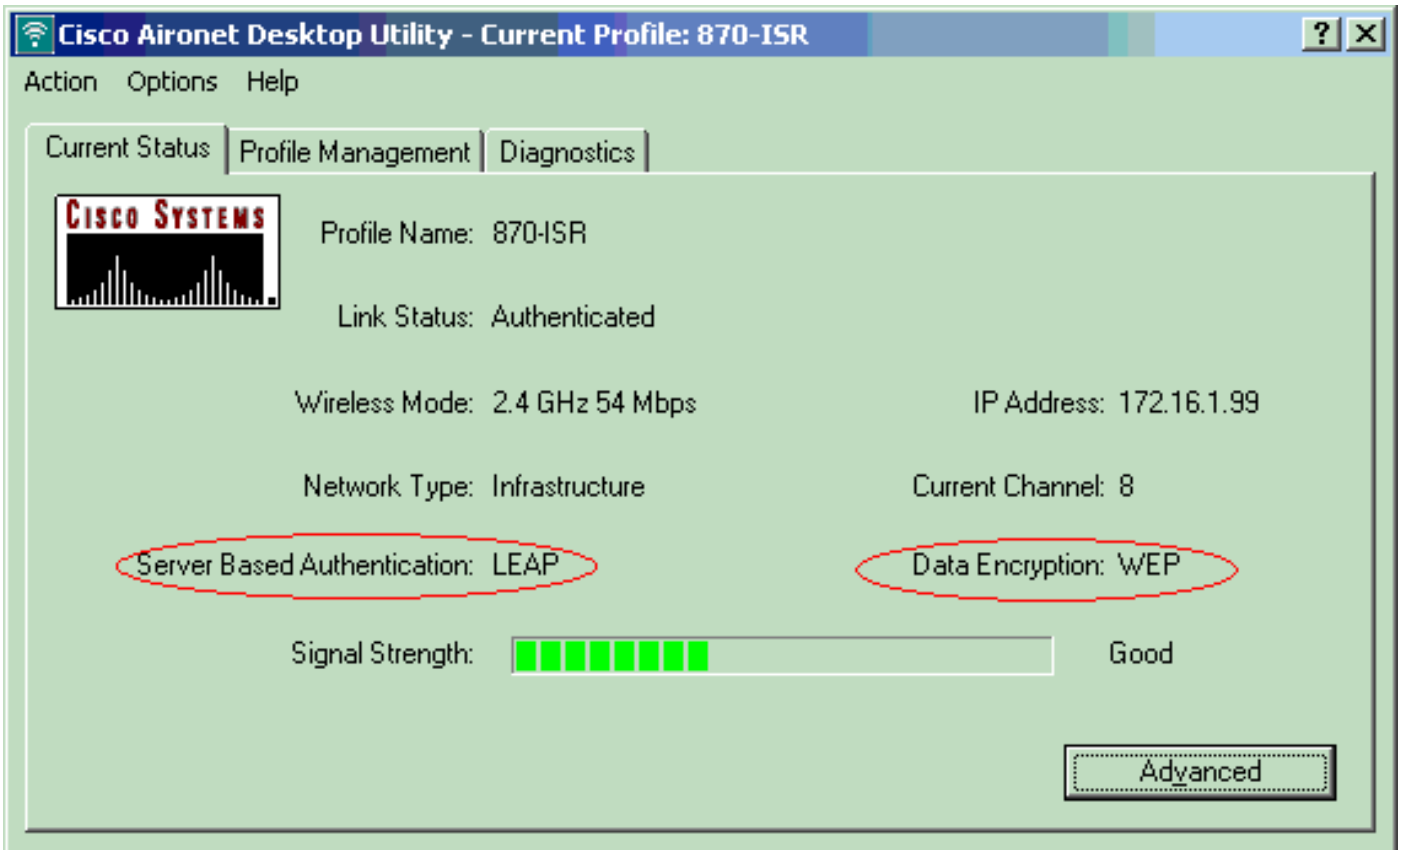 Cisco Aironet Desktop Utility - Current Profile: 870-ISR
? X
Action Options Help
Current Status Profile Management Diagnostics
CISCO SYSTEMS
Profile Name: 870-ISR
Link Status: Authenticated
Wireless Mode: 2.4 GHz 54 Mbps IP Address: 172.16.1.99
Network Type: Infrastructure Current Channel: 8
Server Based Authentication: LEAP Data Encryption: WEP
Signal Strength: Good
Advanced